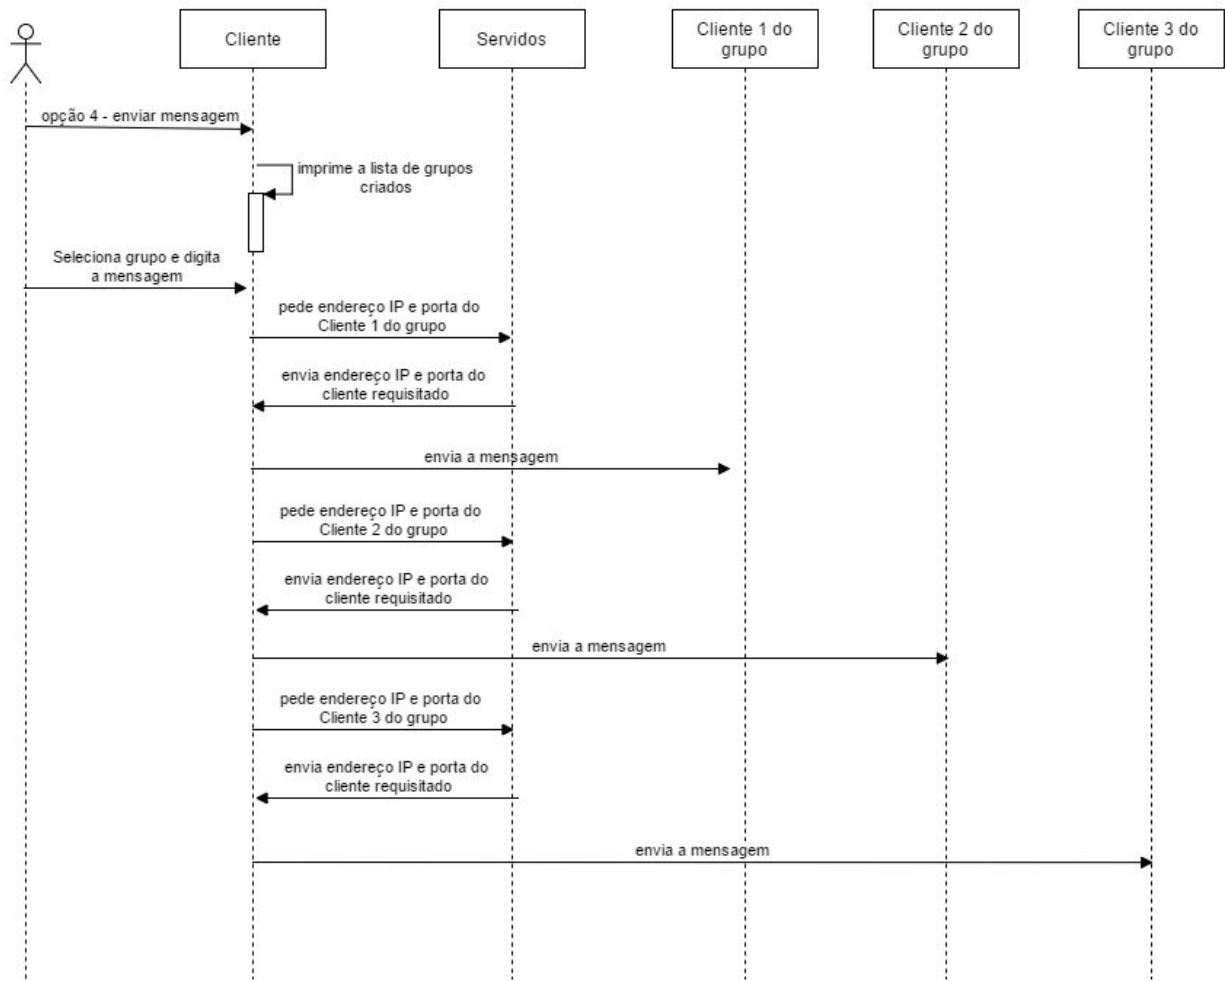 Cliente
Servidos
Cliente 1 do
grupo
Cliente 2 do
grupo
Cliente 3 do
grupo
opção 4 - enviar mensagem
imprime a lista de grupos
criados
Seleciona grupo e digita
a mensagem
pede endereço IP e porta do
Cliente 1 do grupo
envia endereço IP e porta do
cliente requisitado
envia a mensagem
pede endereço IP e porta do
Cliente 2 do grupo
envia endereço IP e porta do
cliente requisitado
envia a mensagem
pede endereço IP e porta do
Cliente 3 do grupo
envia endereço IP e porta do
cliente requisitado
envia a mensagem